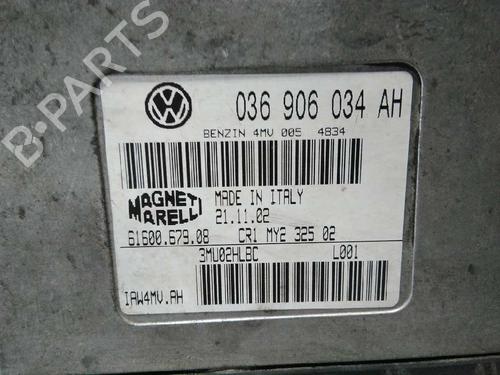 B-PARTS
VW
036 906 034 AH
BENZIN 4MV 005 4834
MAGNETI MARELLI
MADE IN ITALY
21.11.02
61600.679.08 CR1 MY2 325 02
3MU02HLBC L001
IAW4MV.AH